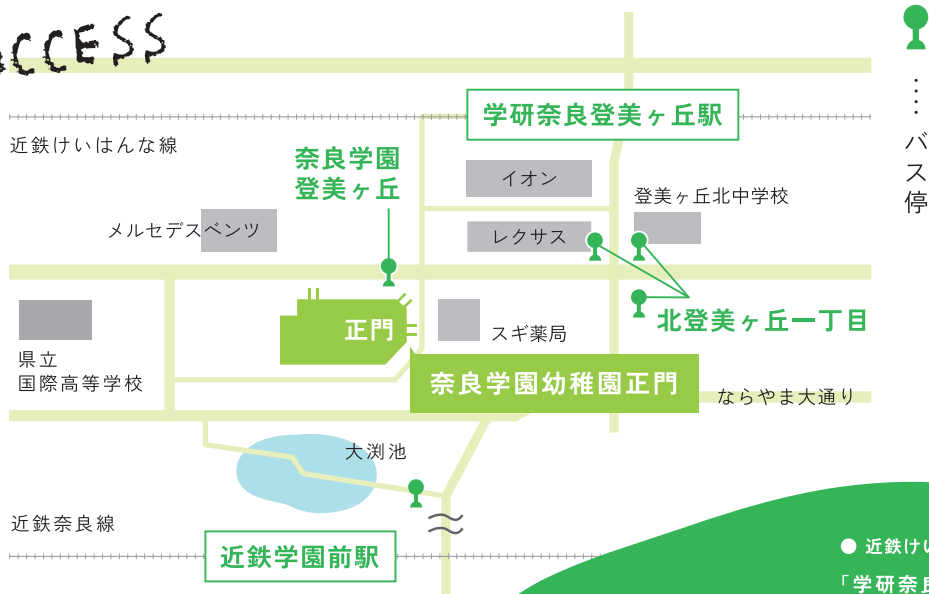 ACCESS
学研奈良登美ヶ丘駅
近鉄けいはんな線
奈良学園
登美ヶ丘
イオン
登美ヶ丘北中学校
メルセデスベンツ
レクサス
バス停
正門
スギ薬局
北登美ヶ丘一丁目
県立
国際高等学校
奈良学園幼稚園正門
ならやま大通り
大渕池
近鉄奈良線
近鉄学園前駅
● 近鉄けい
「学研奈良